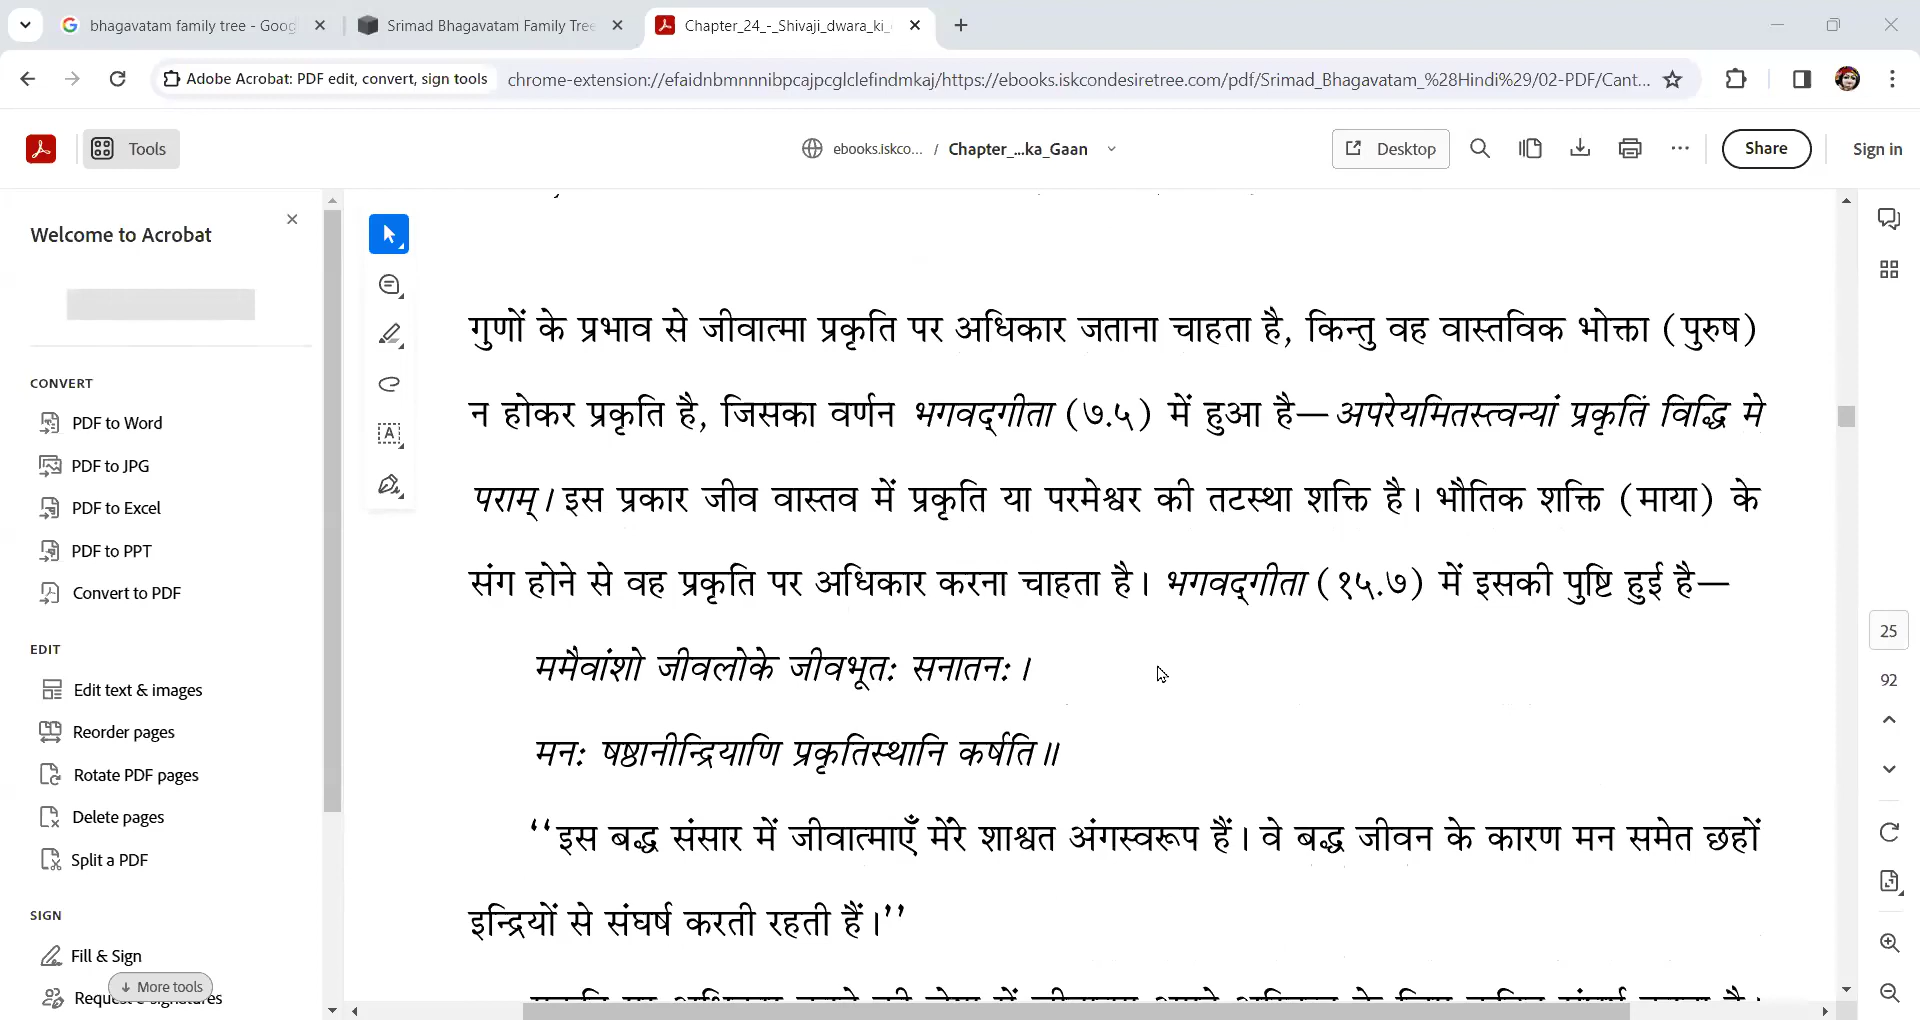 bhagavatam family tree - Goog
Srimad Bhagavatam Family Tree
Chapter_24_-_Shivaji_dwara_ki_
Adobe Acrobat: PDF edit, convert, sign tools
chrome-extension://efaidnbmnnnibpcajpcglclefindmkaj/https://ebooks.iskcondesiretree.com/pdf/Srimad_Bhagavatam_%28Hindi%29/02-PDF/Cant...
Tools
ebooks.iskco... / Chapter_...ka_Gaan
Desktop
Share
Sign in
Welcome to Acrobat
CONVERT
PDF to Word
PDF to JPG
PDF to Excel
PDF to PPT
Convert to PDF
EDIT
Edit text & images
Reorder pages
Rotate PDF pages
Delete pages
Split a PDF
SIGN
Fill & Sign
More tools
गुणों के प्रभाव से जीवात्मा प्रकृति पर अधिकार जताना चाहता है, किन्तु वह वास्तविक भोक्ता (पुरुष)
न होकर प्रकृति है, जिसका वर्णन भगवद्गीता (७.५) में हुआ है—अपरेयमितस्त्वन्यां प्रकृतिं विद्धि मे
पराम्। इस प्रकार जीव वास्तव में प्रकृति या परमेश्वर की तटस्था शक्ति है। भौतिक शक्ति (माया) के
संग होने से वह प्रकृति पर अधिकार करना चाहता है। भगवद्गीता (१५.७) में इसकी पुष्टि हुई है—
ममैवांशो जीवलोके जीवभूतः सनातनः।
मनः षष्ठानीन्द्रियाणि प्रकृतिस्थानि कर्षति॥
‘‘इस बद्ध संसार में जीवात्माएँ मेंरे शाश्वत अंगस्वरूप हैं। वे बद्ध जीवन के कारण मन समेत छहों
इन्द्रियों से संघर्ष करती रहती हैं।’’
25
92